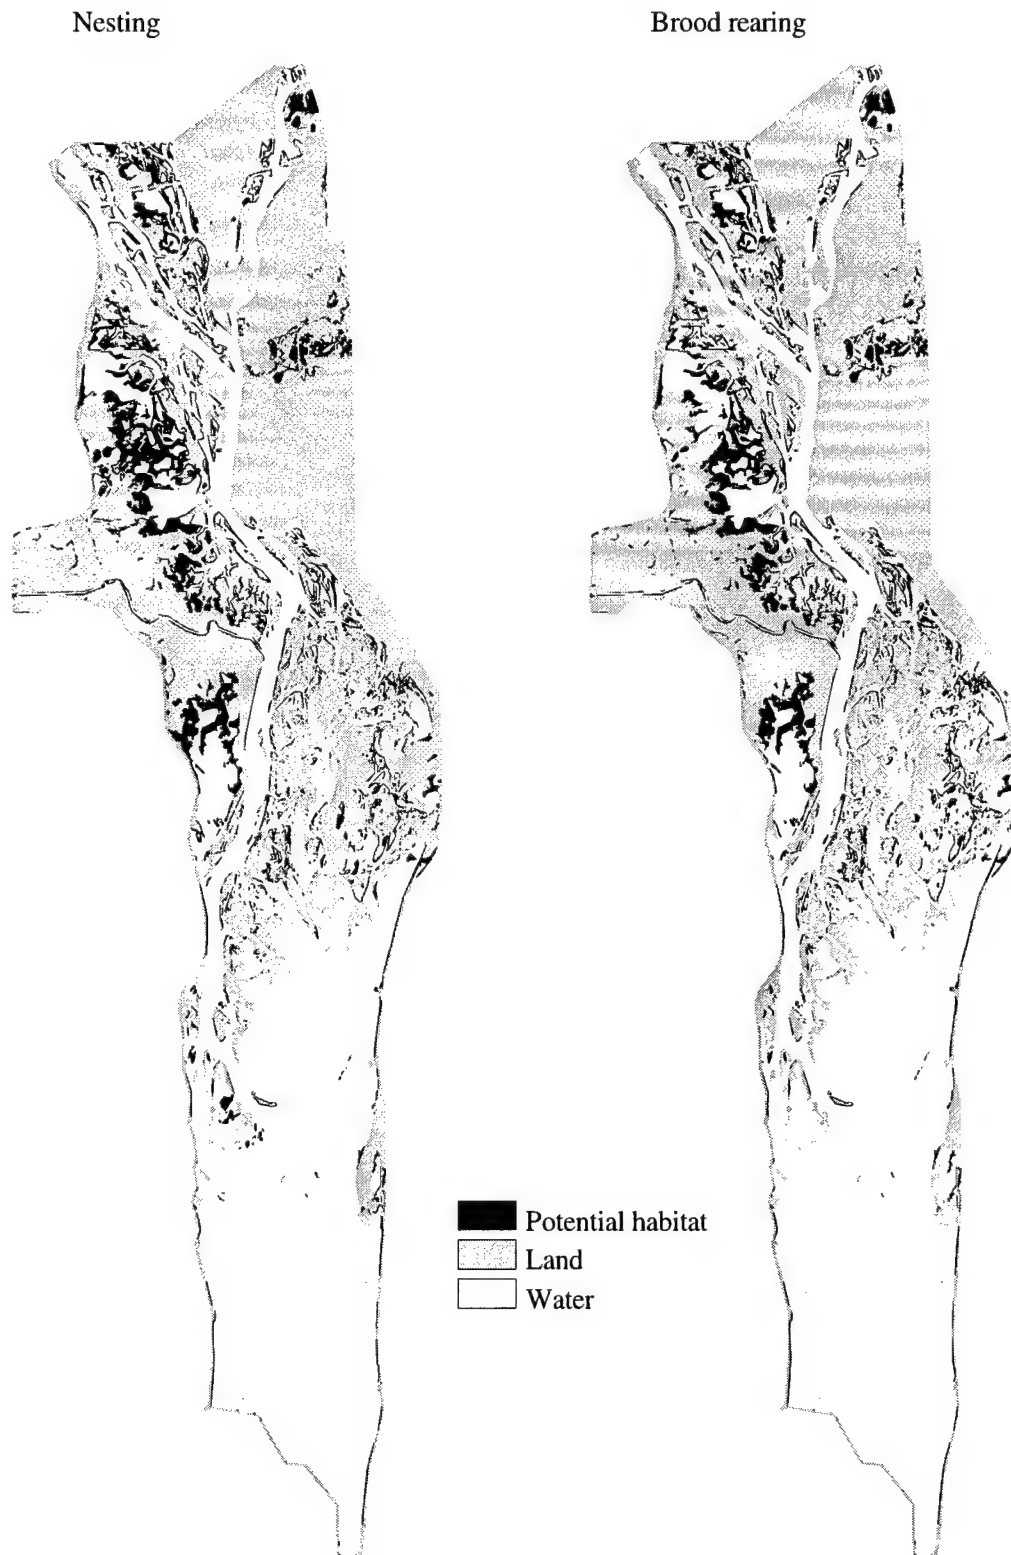 Nesting
Brood rearing
Potential habitat
Land
Water